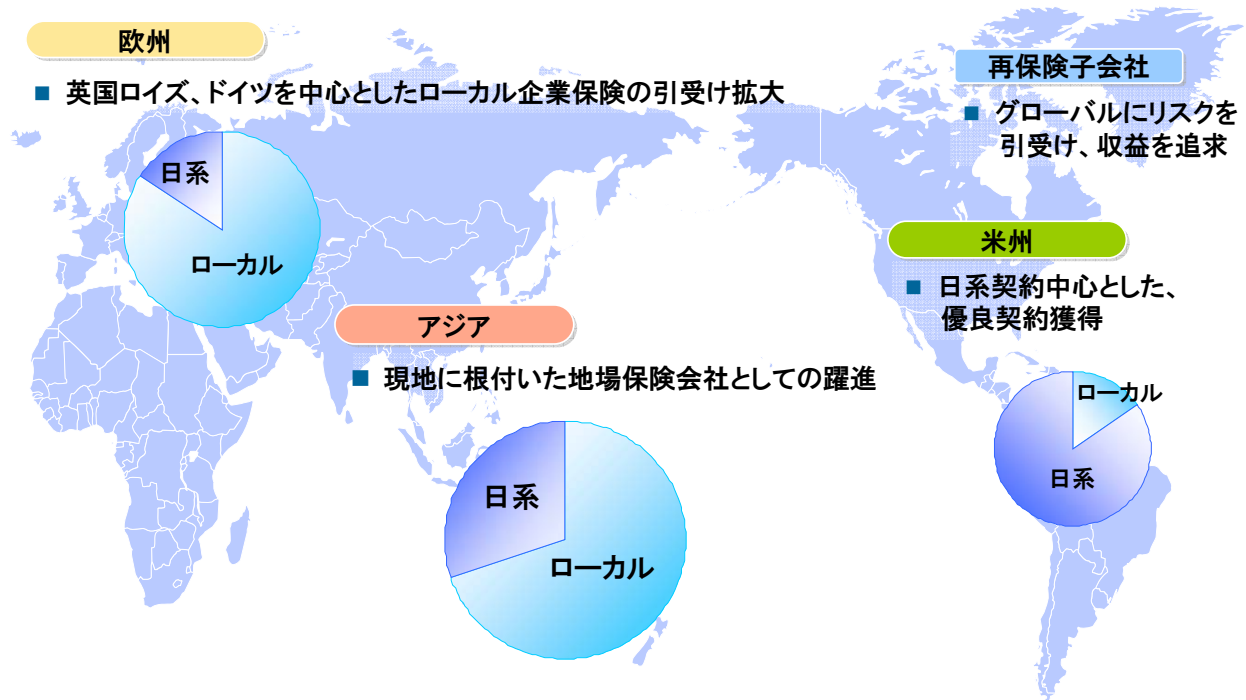 欧州
■ 英国ロイズ、ドイツを中心としたローカル企業保険の引受け拡大
日系
ローカル
アジア
■ 現地に根付いた地場保険会社としての躍進
日系
ローカル
再保険子会社
■ グローバルにリスクを
引受け、収益を追求
米州
■ 日系契約中心とした、
優良契約獲得
ローカル
日系